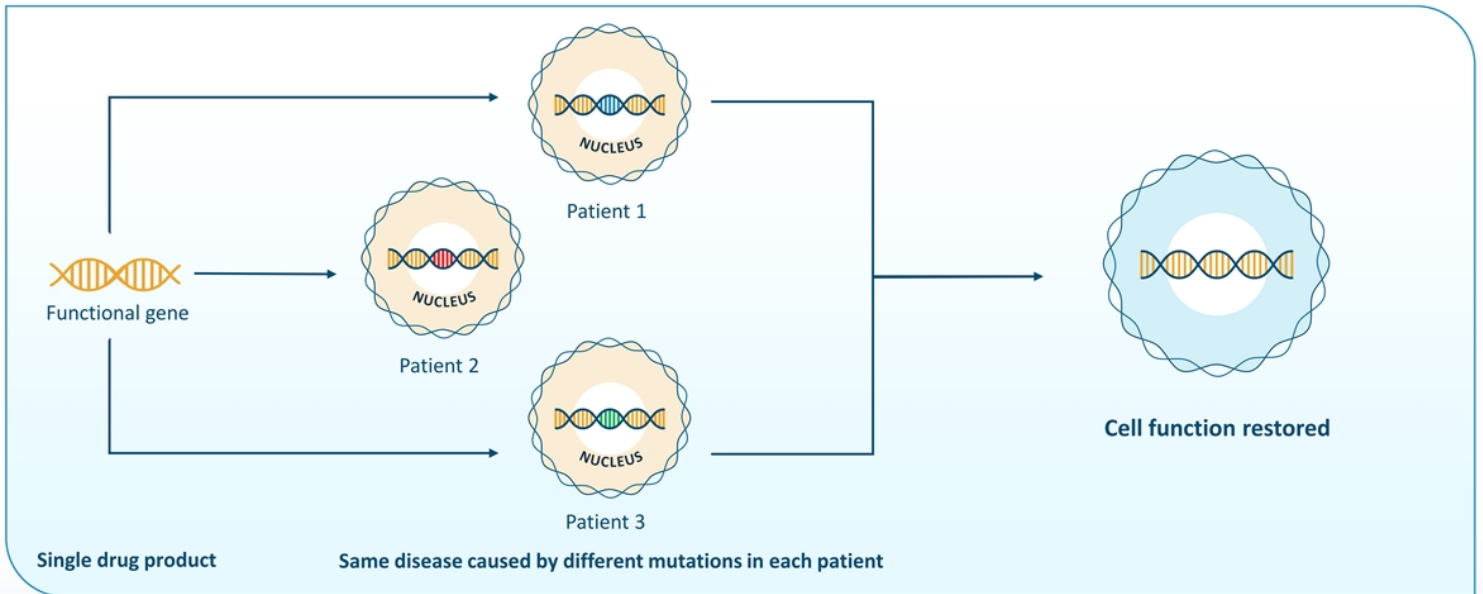 NUCLEUS
Patient 1
Functional gene
NUCLEUS
Patient 2
NUCLEUS
Patient 3
Cell function restored
Single drug product
Same disease caused by different mutations in each patient